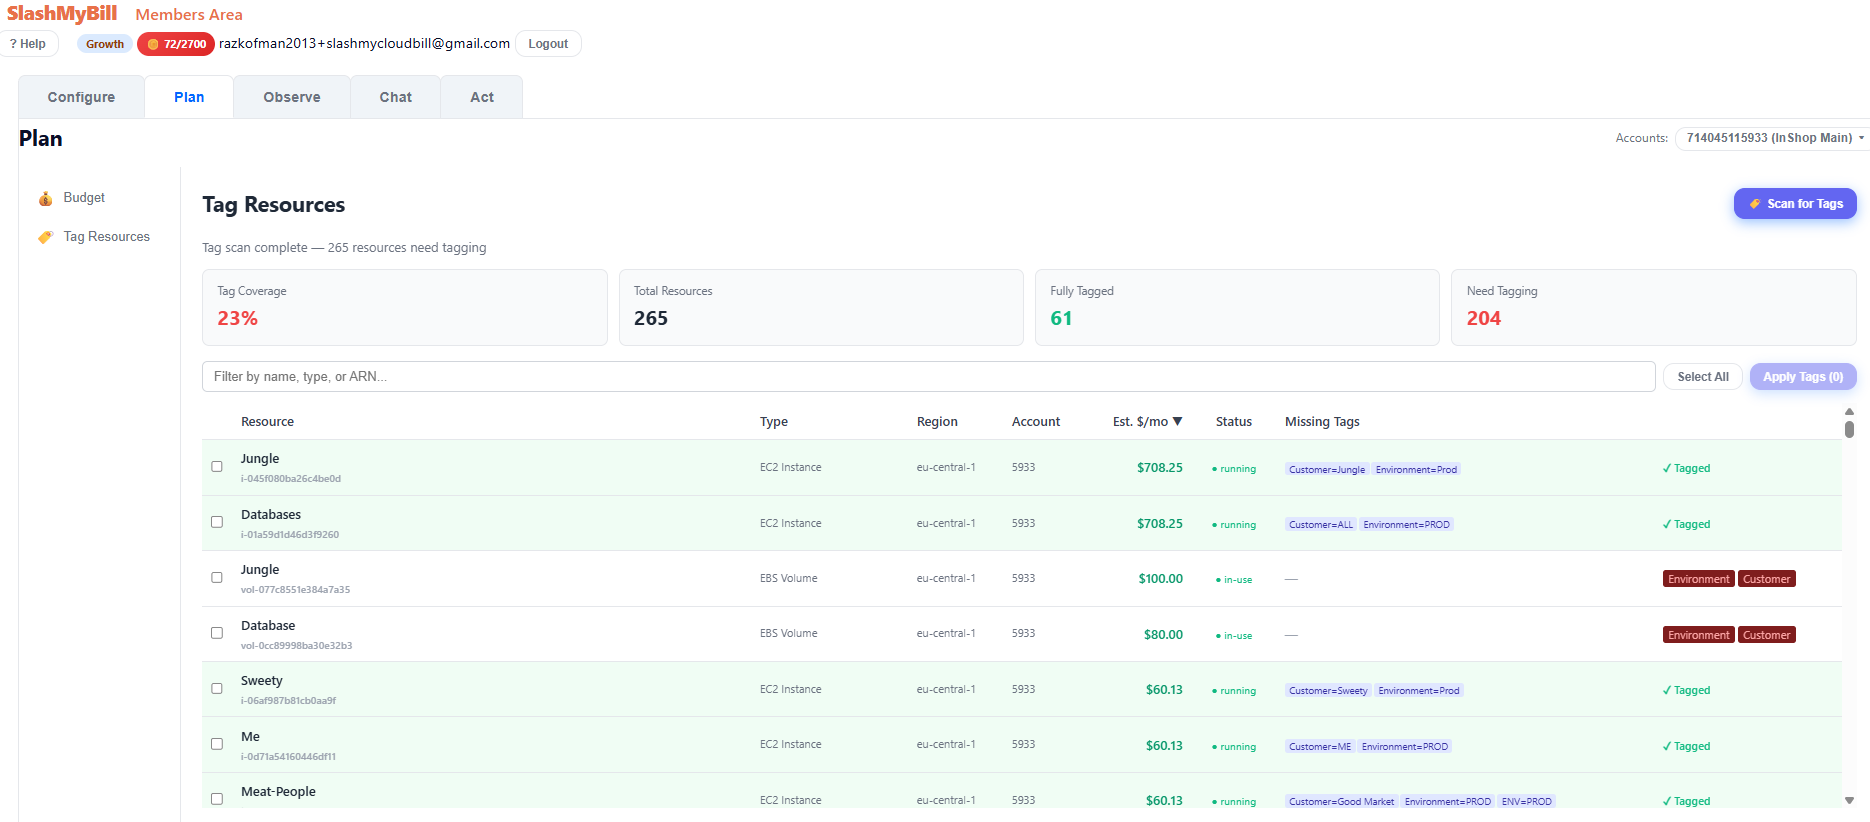 SlashMyBill Members Area
? Help Growth 72/2700 razkofman2013+slashmycloudbill@gmail.com Logout
Configure Plan Observe Chat Act
Plan
Accounts: 714045115933 (InShop Main)
Budget
Tag Resources
Tag Resources
Scan for Tags
Tag scan complete — 265 resources need tagging
Tag Coverage
23%
Total Resources
265
Fully Tagged
61
Need Tagging
204
Filter by name, type, or ARN...
Select All
Apply Tags (0)
Resource Type Region Account Est. $/mo ▼ Status Missing Tags
Jungle
i-045f080ba26c4be0d
EC2 Instance eu-central-1 5933 $708.25 • running Customer=Jungle Environment=Prod ✓ Tagged
Databases
i-01a59d1d46d3f9260
EC2 Instance eu-central-1 5933 $708.25 • running Customer=ALL Environment=PROD ✓ Tagged
Jungle
vol-077c8551e384a7a35
EBS Volume eu-central-1 5933 $100.00 • in-use — Environment Customer
Database
vol-0cc89998ba30e32b3
EBS Volume eu-central-1 5933 $80.00 • in-use — Environment Customer
Sweety
i-06af987b81cb0aa9f
EC2 Instance eu-central-1 5933 $60.13 • running Customer=Sweety Environment=Prod ✓ Tagged
Me
i-0d71a54160446df11
EC2 Instance eu-central-1 5933 $60.13 • running Customer=ME Environment=PROD ✓ Tagged
Meat-People
EC2 Instance eu-central-1 5933 $60.13 • running Customer=Good Market Environment=PROD ENV=PROD ✓ Tagged